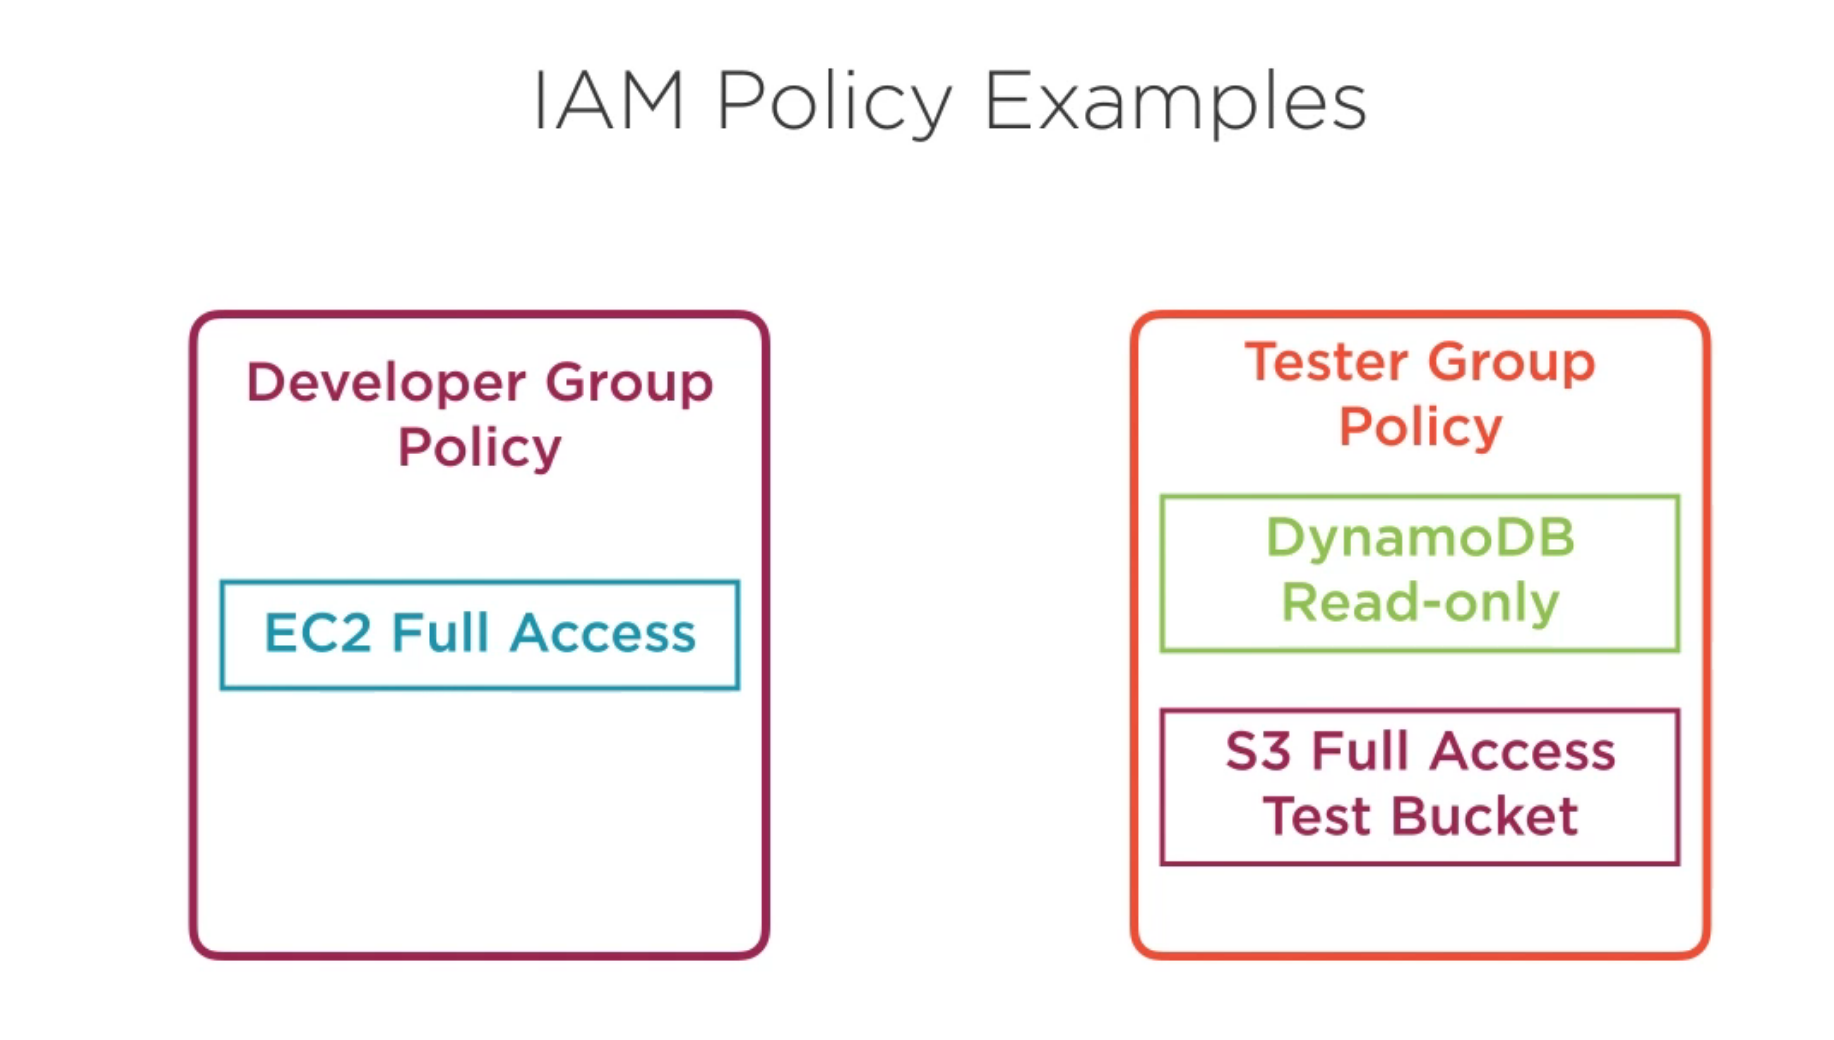 IAM Policy Examples
Developer Group
Policy
EC2 Full Access
Tester Group
Policy
DynamoDB
Read-only
S3 Full Access
Test Bucket